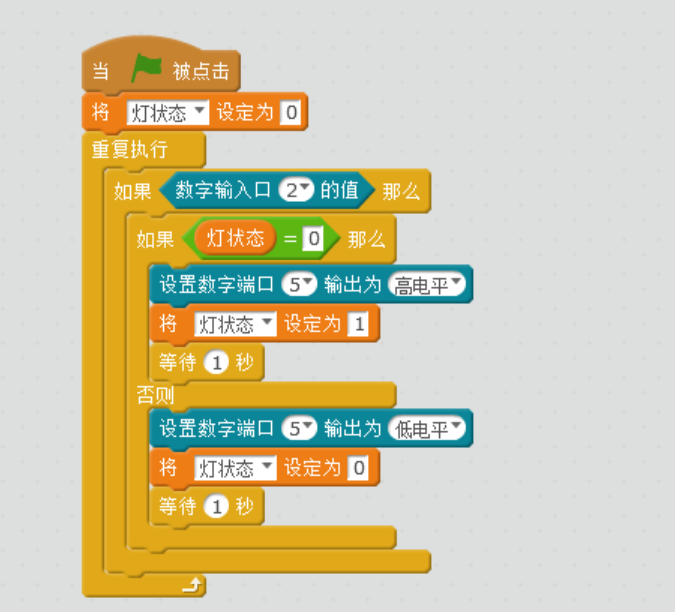 当 被点击
将 灯状态 设定为 0
重复执行
如果 数字输入口 2 的值 那么
如果 灯状态 = 0 那么
设置数字端口 5 输出为 高电平
将 灯状态 设定为 1
等待 1 秒
否则
设置数字端口 5 输出为 低电平
将 灯状态 设定为 0
等待 1 秒